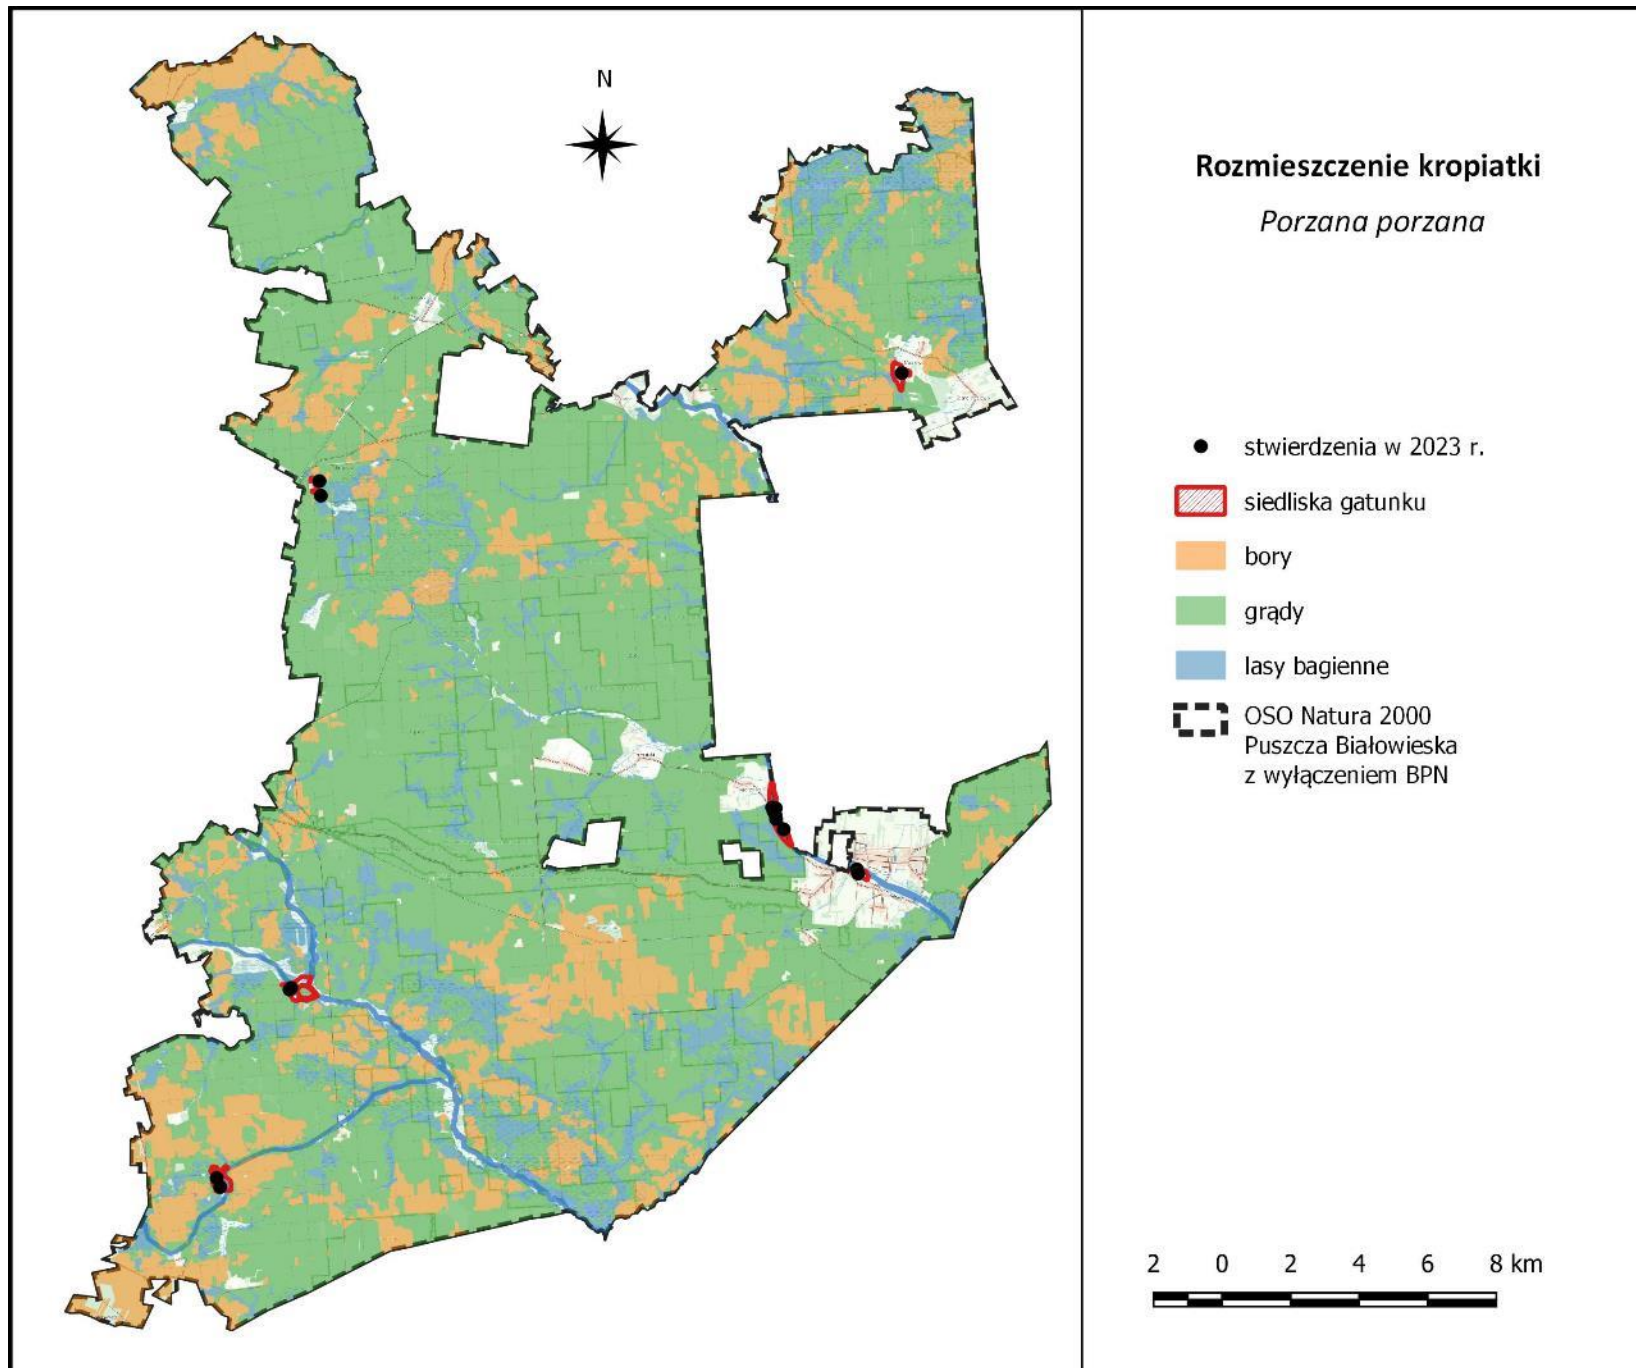 N
Rozmieszczenie kropiatki
Porzana porzana
stwierdzenia w 2023 r.
siedliska gatunku
bory
grądy
lasy bagienne
OSO Natura 2000
Puszcza Białowieska
z wyłączeniem BPN
2 0 2 4 6 8 km